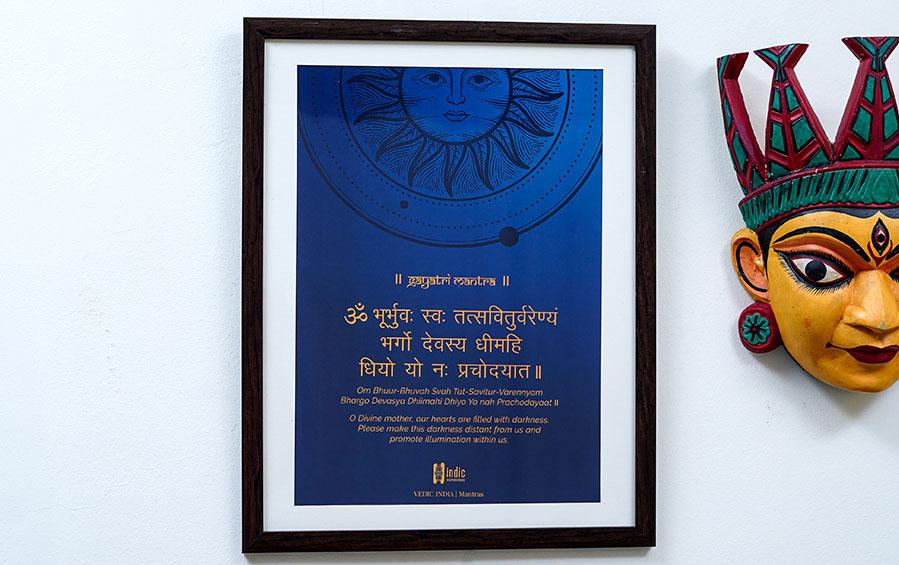 ॥ gayatri mantra ॥
ॐ भूर्भुवः स्वः तत्सवितुर्वरेण्यं
भर्गो देवस्य धीमहि
धियो यो नः प्रचोदयात॥
Om Bhuur-Bhuvah Svah Tat-Savitur-Varennyam
Bhargo Devasya Dhiimahi Dhiyo Yo nah Prachodayaat ॥
O Divine mother, our hearts are filled with darkness.
Please make this darkness distant from us and
promote illumination within us.
indic
VEDIC INDIA | Mantras